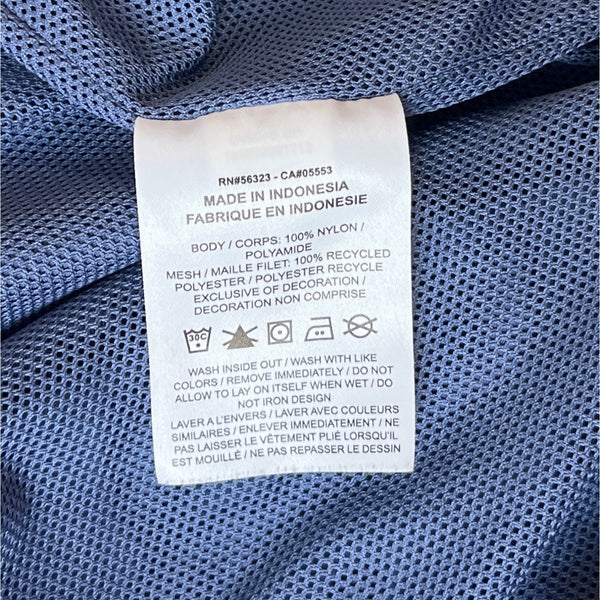 RN#56323 - CA#05553
MADE IN INDONESIA
FABRIQUE EN INDONESIE
BODY / CORPS: 100% NYLON /
POLYAMIDE
MESH / MAILLE FILET: 100% RECYCLED
POLYESTER / POLYESTER RECYCLE
EXCLUSIVE OF DECORATION /
DECORATION NON COMPRISE
30C
WASH INSIDE OUT / WASH WITH LIKE
COLORS / REMOVE IMMEDIATELY / DO NOT
ALLOW TO LAY ON ITSELF WHEN WET / DO
NOT IRON DESIGN
LAVER A L'ENVERS / LAVER AVEC COULEURS
SIMILAIRES / ENLEVER IMMEDIATEMENT / NE
PAS LAISSER LE VÊTEMENT PLIÉ LORSQU'IL
EST MOUILLÉ / NE PAS REPASSER LE DESSIN